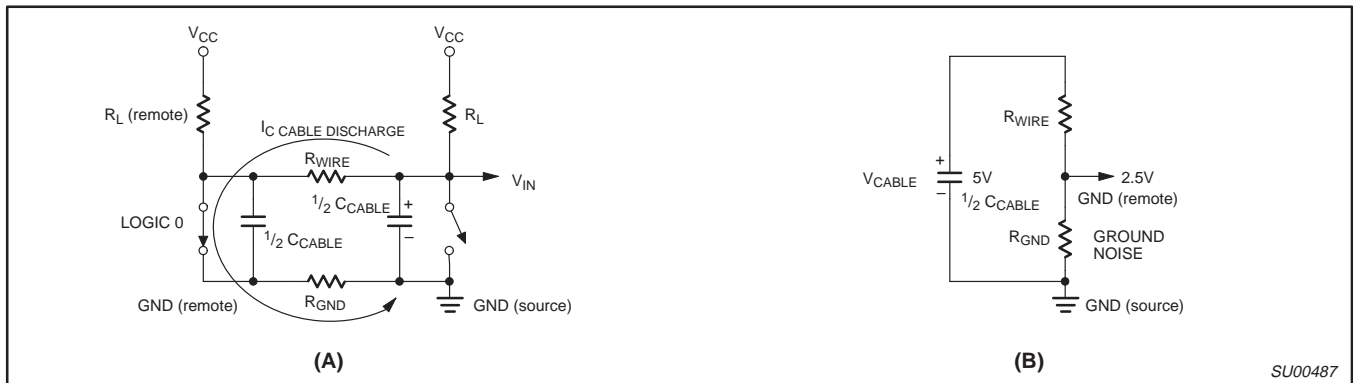 VCC
VCC
RL (remote)
RL
IC CABLE DISCHARGE
RWIRE
VIN
1/2 CCABLE
+
–
LOGIC 0
1/2 CCABLE
RGND
GND (remote)
GND (source)
(A)
RWIRE
+
VCABLE
5V
–
1/2 CCABLE
2.5V
GND (remote)
RGND
GROUND
NOISE
GND (source)
(B)
SU00487